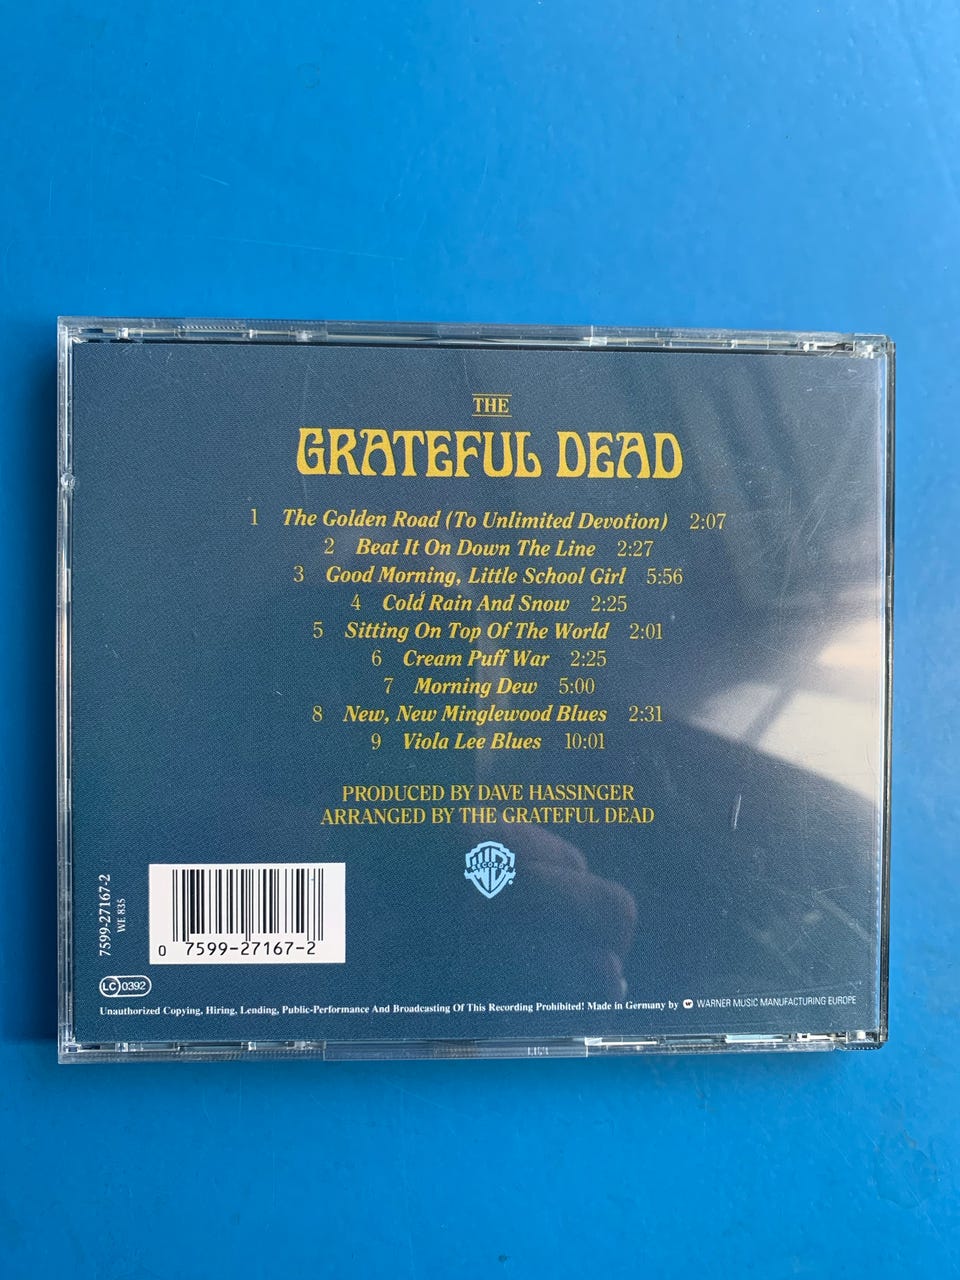 THE
GRATEFUL DEAD
1 The Golden Road (To Unlimited Devotion) 2:07
2 Beat It On Down The Line 2:27
3 Good Morning, Little School Girl 5:56
4 Cold Rain And Snow 2:25
5 Sitting On Top Of The World 2:01
6 Cream Puff War 2:25
7 Morning Dew 5:00
8 New, New Minglewood Blues 2:31
9 Viola Lee Blues 10:01
PRODUCED BY DAVE HASSINGER
ARRANGED BY THE GRATEFUL DEAD
RECORDS
7599-27167-2
WE 835
0 7599-27167-2
LC 0392
Unauthorized Copying, Hiring, Lending, Public-Performance And Broadcasting Of This Recording Prohibited! Made in Germany by WARNER MUSIC MANUFACTURING EUROPE